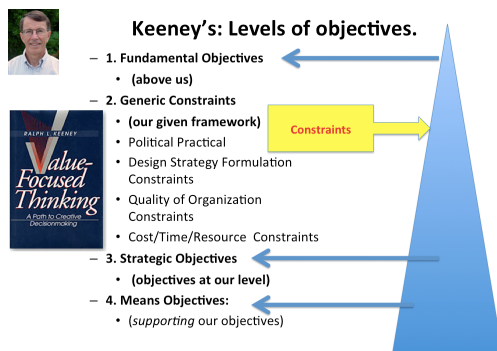 Keeney's: Levels of objectives.
– 1. Fundamental Objectives
• (above us)
– 2. Generic Constraints
• (our given framework)
Constraints
• Political Practical
• Design Strategy Formulation
Constraints
• Quality of Organization
Constraints
• Cost/Time/Resource Constraints
– 3. Strategic Objectives
• (objectives at our level)
– 4. Means Objectives:
• (supporting our objectives)
RALPH L. KEENEY
Value-
Focused
Thinking
A Path to Creative
Decisionmaking